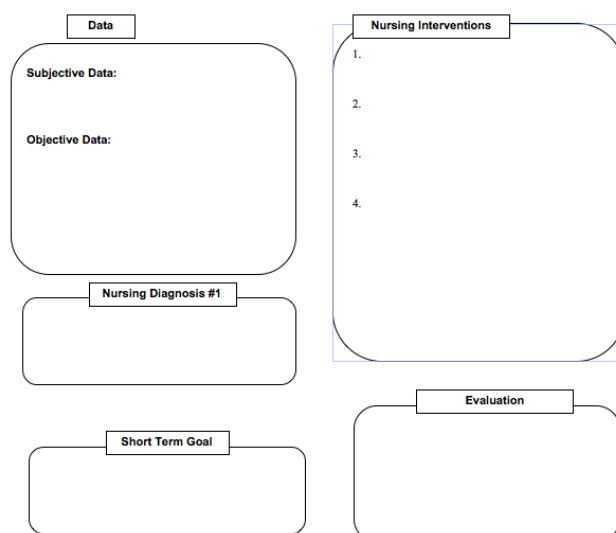 Data
Subjective Data:
Objective Data:
Nursing Diagnosis #1
Short Term Goal
Nursing Interventions
1.
2.
3.
4.
Evaluation